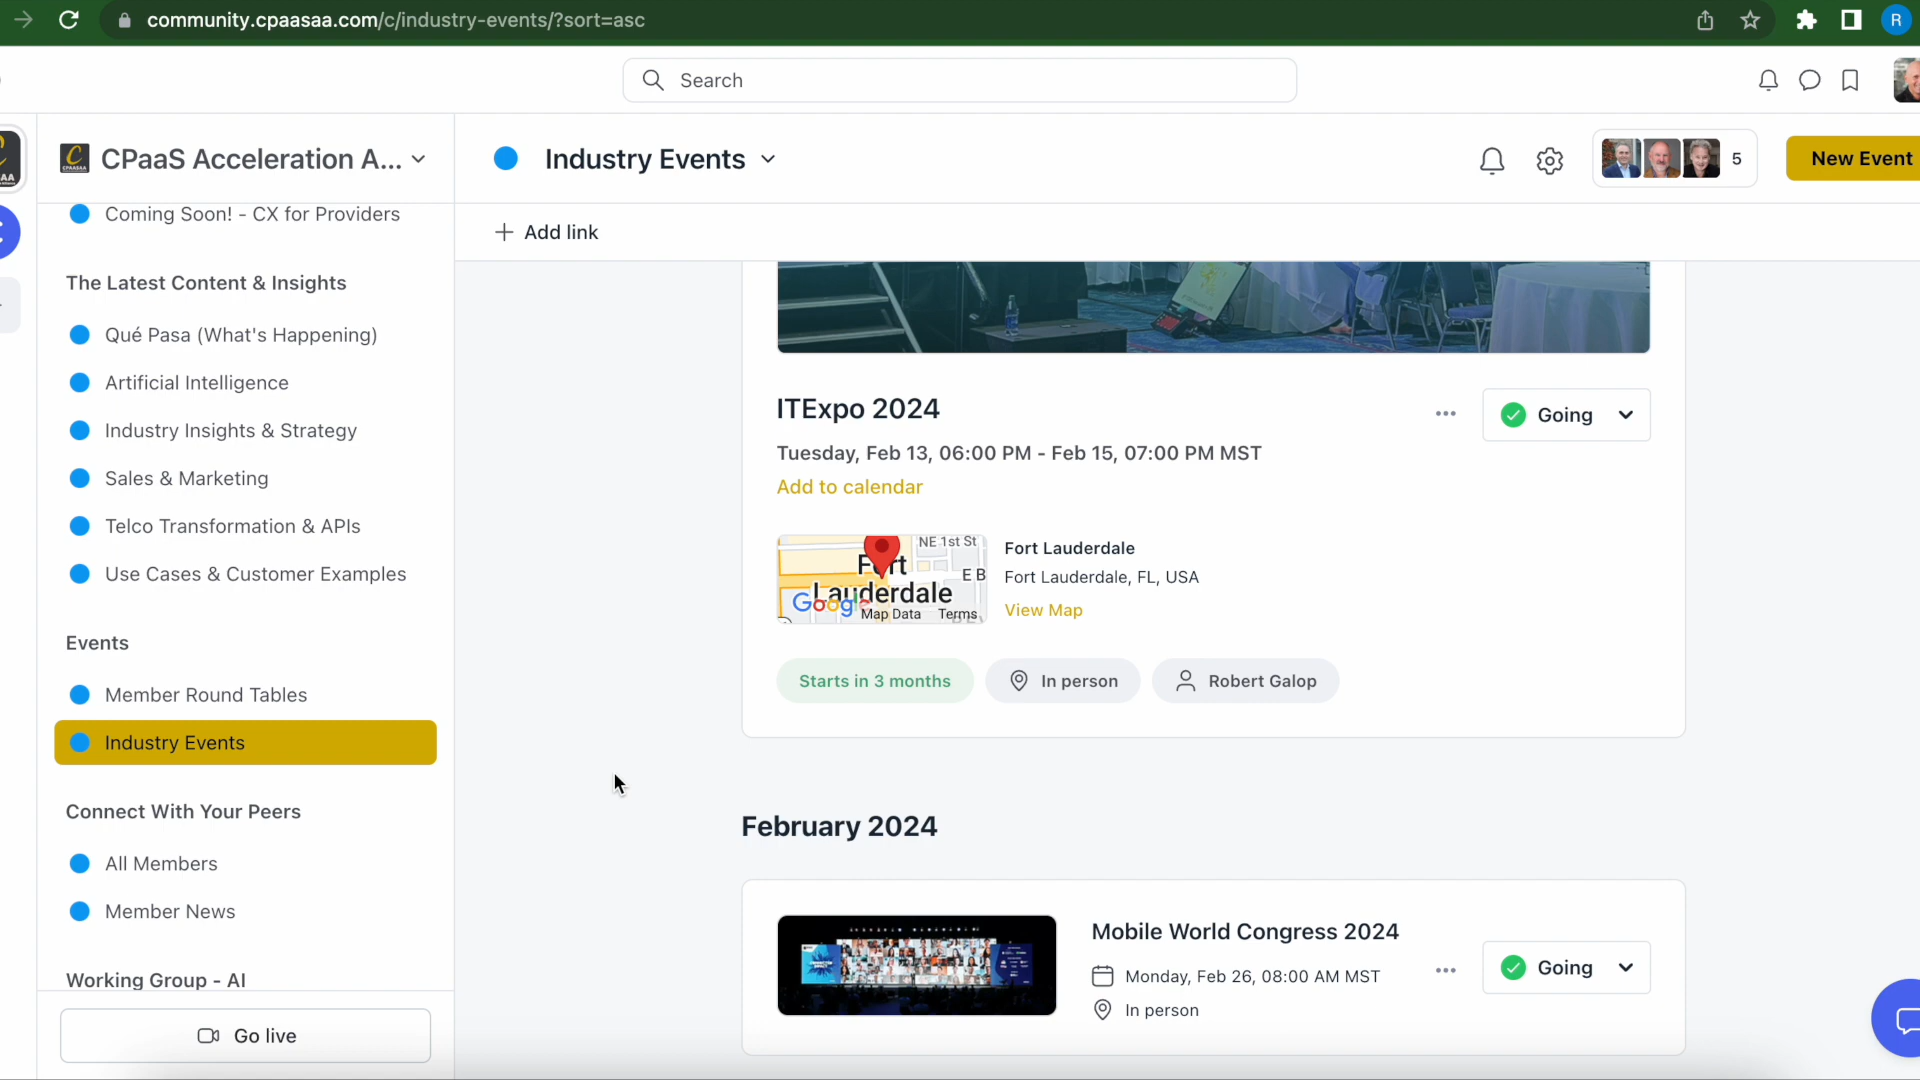 community.cpaasaa.com/c/industry-events/?sort=asc
R
Search
CPaaS Acceleration A...
Industry Events
5
New Event
Coming Soon! - CX for Providers
Add link
The Latest Content & Insights
Qué Pasa (What's Happening)
Artificial Intelligence
Industry Insights & Strategy
Sales & Marketing
Telco Transformation & APIs
Use Cases & Customer Examples
Events
Member Round Tables
Industry Events
Connect With Your Peers
All Members
Member News
Working Group - AI
Go live
ITExpo 2024
Going
Tuesday, Feb 13, 06:00 PM - Feb 15, 07:00 PM MST
Add to calendar
NE 1st St
Fort
E B
Lauderdale
Google
Map Data
Terms
Fort Lauderdale
Fort Lauderdale, FL, USA
View Map
Starts in 3 months
In person
Robert Galop
February 2024
Mobile World Congress 2024
Monday, Feb 26, 08:00 AM MST
In person
Going